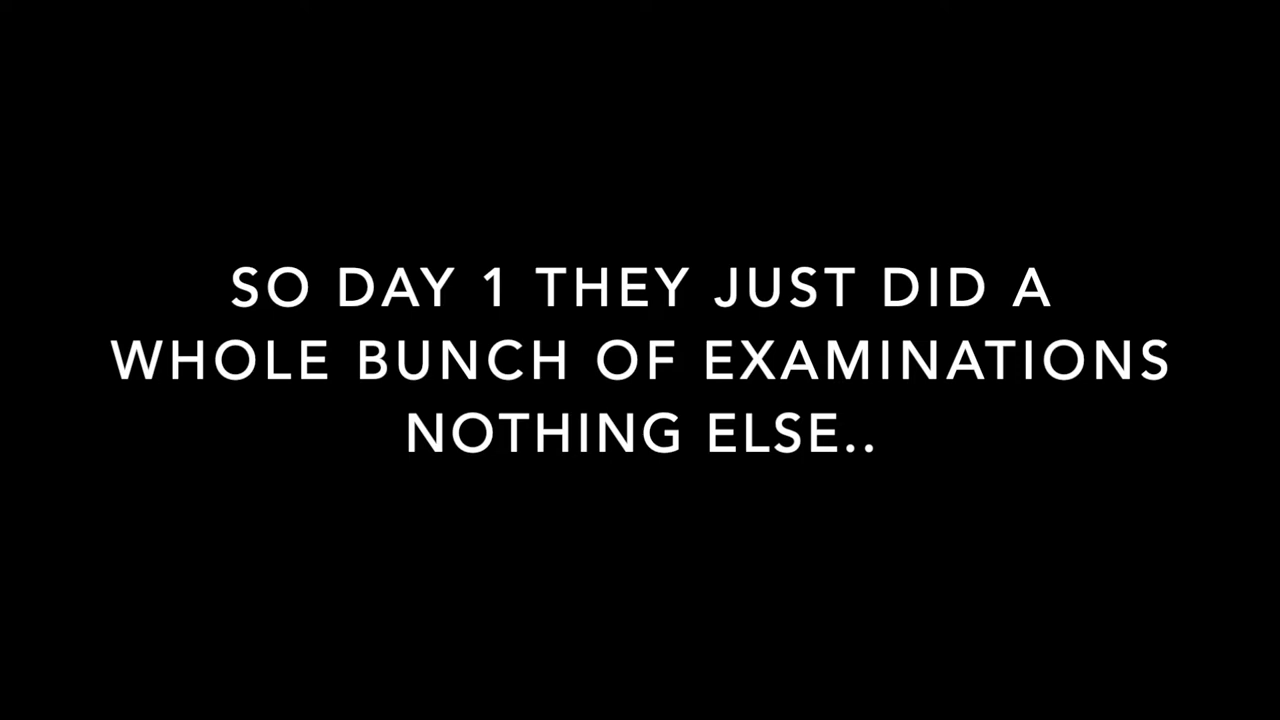 SO DAY 1 THEY JUST DID A
WHOLE BUNCH OF EXAMINATIONS
NOTHING ELSE..